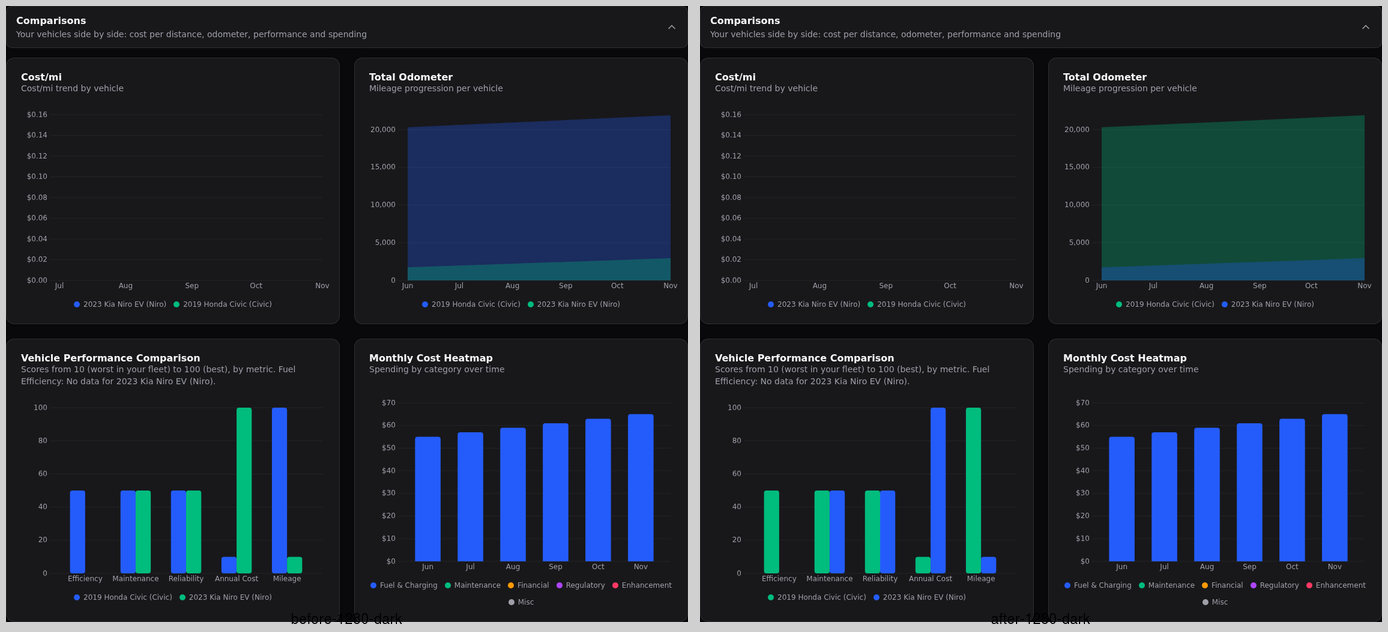 Comparisons
Your vehicles side by side: cost per distance, odometer, performance and spending
Cost/mi
Cost/mi trend by vehicle
$0.16
$0.14
$0.12
$0.10
$0.08
$0.06
$0.04
$0.02
$0.00
Jul Aug Sep Oct Nov
2023 Kia Niro EV (Niro) 2019 Honda Civic (Civic)
Total Odometer
Mileage progression per vehicle
20,000
15,000
10,000
5,000
0
Jun Jul Aug Sep Oct Nov
2019 Honda Civic (Civic) 2023 Kia Niro EV (Niro)
Vehicle Performance Comparison
Scores from 10 (worst in your fleet) to 100 (best), by metric. Fuel
Efficiency: No data for 2023 Kia Niro EV (Niro).
100
80
60
40
20
0
Efficiency Maintenance Reliability Annual Cost Mileage
2019 Honda Civic (Civic) 2023 Kia Niro EV (Niro)
Monthly Cost Heatmap
Spending by category over time
$70
$60
$50
$40
$30
$20
$10
$0
Jun Jul Aug Sep Oct Nov
Fuel & Charging Maintenance Financial Regulatory Enhancement
Misc
before-1280-dark
Comparisons
Your vehicles side by side: cost per distance, odometer, performance and spending
Cost/mi
Cost/mi trend by vehicle
$0.16
$0.14
$0.12
$0.10
$0.08
$0.06
$0.04
$0.02
$0.00
Jul Aug Sep Oct Nov
2023 Kia Niro EV (Niro) 2019 Honda Civic (Civic)
Total Odometer
Mileage progression per vehicle
20,000
15,000
10,000
5,000
0
Jun Jul Aug Sep Oct Nov
2019 Honda Civic (Civic) 2023 Kia Niro EV (Niro)
Vehicle Performance Comparison
Scores from 10 (worst in your fleet) to 100 (best), by metric. Fuel
Efficiency: No data for 2023 Kia Niro EV (Niro).
100
80
60
40
20
0
Efficiency Maintenance Reliability Annual Cost Mileage
2019 Honda Civic (Civic) 2023 Kia Niro EV (Niro)
Monthly Cost Heatmap
Spending by category over time
$70
$60
$50
$40
$30
$20
$10
$0
Jun Jul Aug Sep Oct Nov
Fuel & Charging Maintenance Financial Regulatory Enhancement
Misc
after-1280-dark